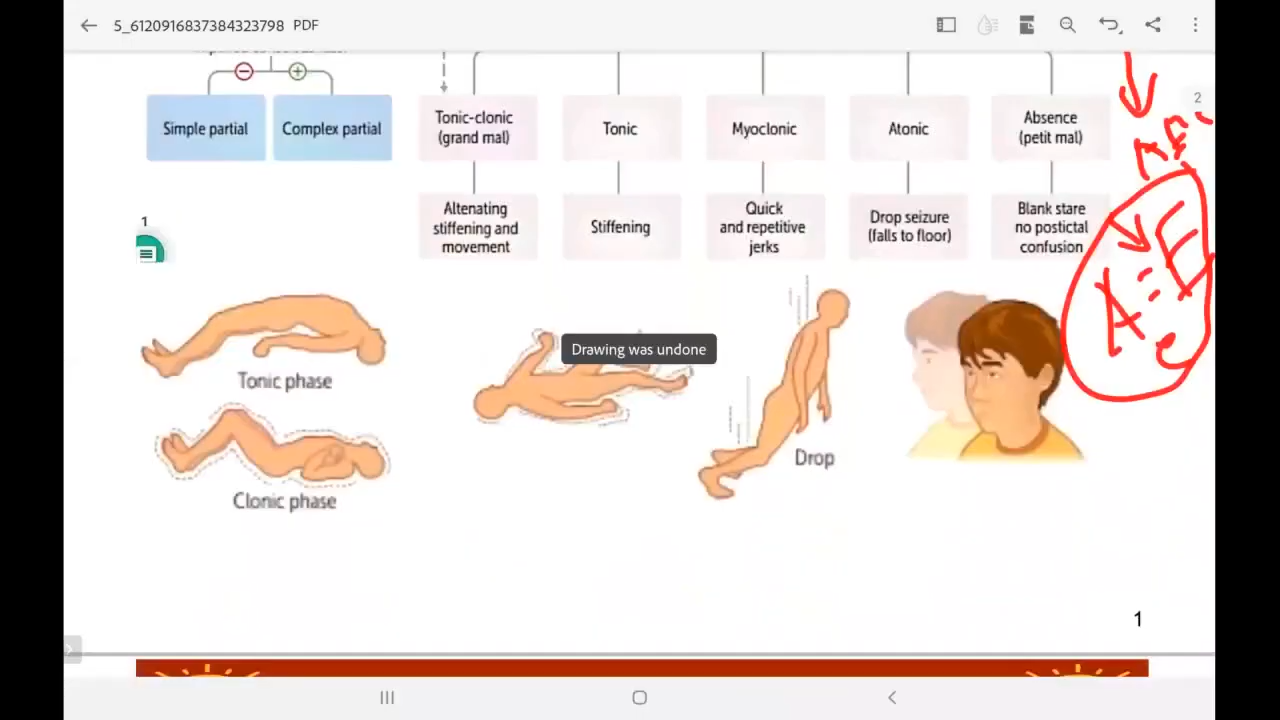 5_6120916837384323798 PDF
2
Simple partial
Complex partial
Tonic-clonic
(grand mal)
Tonic
Myoclonic
Atonic
Absence
(petit mal)
Altenating
stiffening and
movement
Stiffening
Quick
and repetitive
jerks
Drop seizure
(falls to floor)
Blank stare
no postictal
confusion
1
Tonic phase
Drawing was undone
Clonic phase
Drop
1